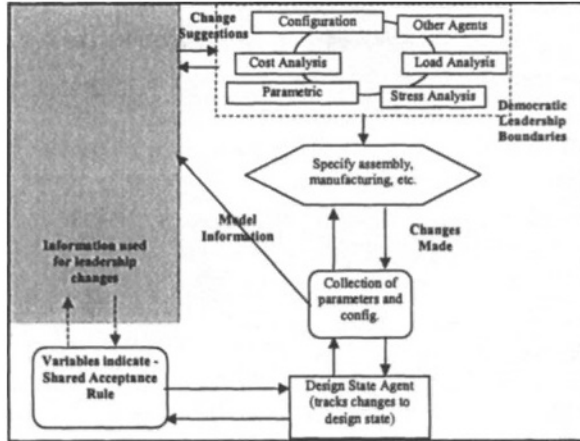 Change
Suggestions
Configuration
Other Agents
Cost Analysis
Load Analysis
Parametric
Stress Analysis
Democratic
Leadership
Boundaries
Specify assembly,
manufacturing, etc.
Model
Information
Changes
Made
Information used
for leadership
changes
Collection of
parameters and
config.
Variables indicate -
Shared Acceptance
Rule
Design State Agent
(tracks changes to
design state)